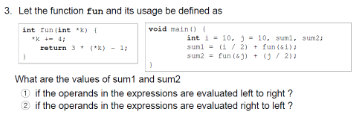 3. Let the function fun and its usage be defined as
int fun(int *k) {
*k += 4;
return 3 * (*k) - 1;
}
void main() {
int i = 10, j = 10, sum1, sum2;
sum1 = (i / 2) + fun(&i);
sum2 = fun(&j) + (j / 2);
}
What are the values of sum1 and sum2
① if the operands in the expressions are evaluated left to right ?
② if the operands in the expressions are evaluated right to left ?